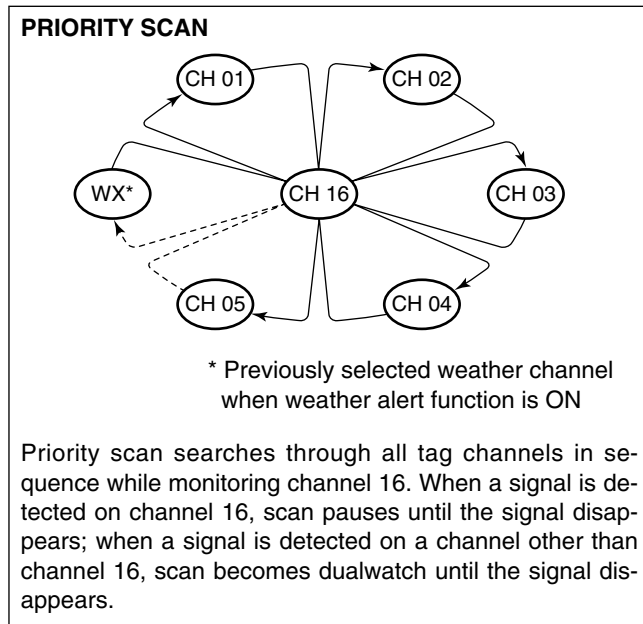 PRIORITY SCAN
CH 01
CH 02
WX*
CH 16
CH 03
CH 05
CH 04
* Previously selected weather channel
when weather alert function is ON
Priority scan searches through all tag channels in se-
quence while monitoring channel 16. When a signal is de-
tected on channel 16, scan pauses until the signal disap-
pears; when a signal is detected on a channel other than
channel 16, scan becomes dualwatch until the signal dis-
appears.